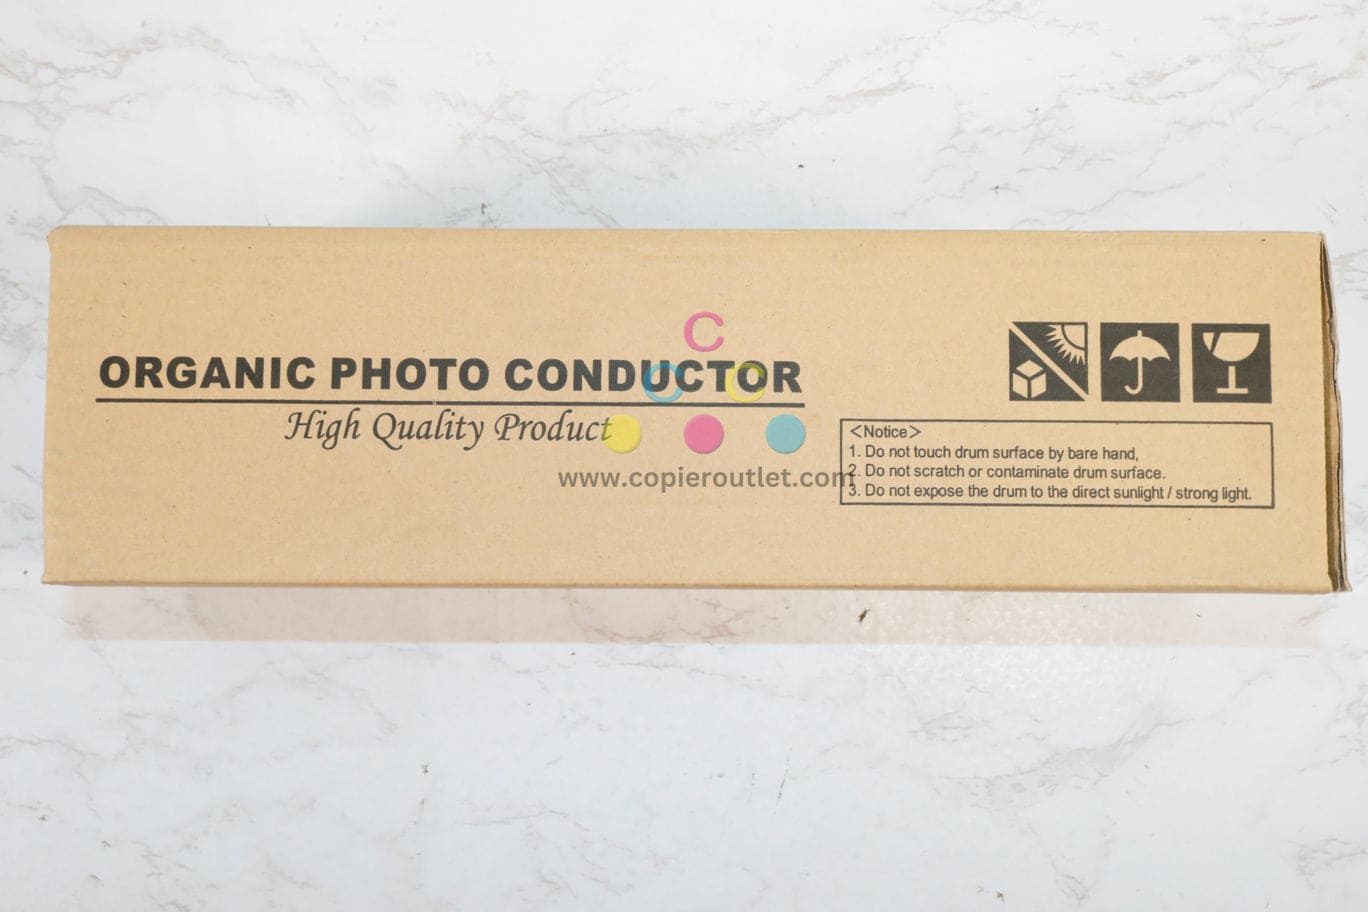 ORGANIC PHOTO CONDUCTOR
High Quality Product
C
C C
www.copieroutlet.com
<Notice>
1. Do not touch drum surface by bare hand,
2. Do not scratch or contaminate drum surface.
3. Do not expose the drum to the direct sunlight / strong light.